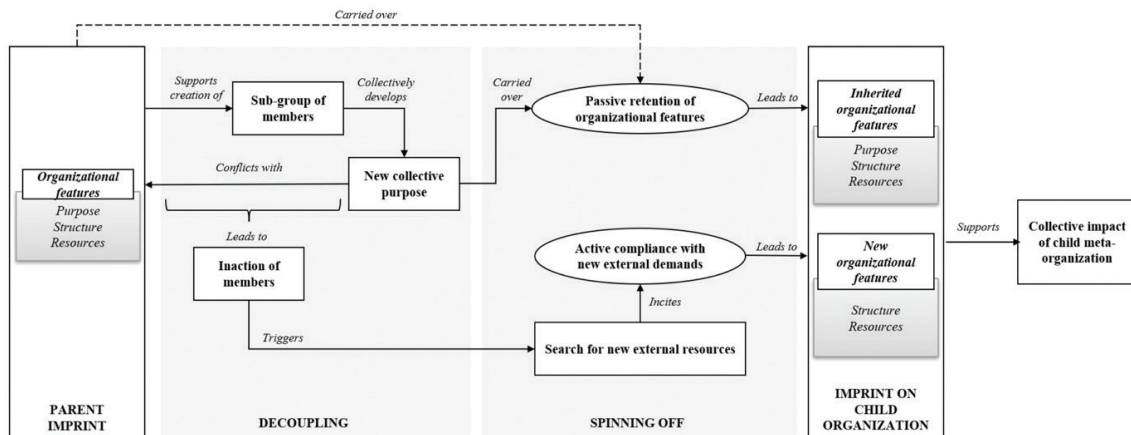 Carried over
Supports
creation of
Sub-group of
members
Collectively
develops
Carried
over
Passive retention of
organizational features
Leads to
Inherited
organizational
features
Purpose
Structure
Resources
Conflicts with
New collective
purpose
Organizational
features
Purpose
Structure
Resources
Leads to
Inaction of
members
Active compliance with
new external demands
Leads to
New
organizational
features
Structure
Resources
Supports
Collective impact
of child meta-
organization
Incites
Triggers
Search for new external resources
PARENT
IMPRINT
DECOUPLING
SPINNING OFF
IMPRINT ON
CHILD
ORGANIZATION